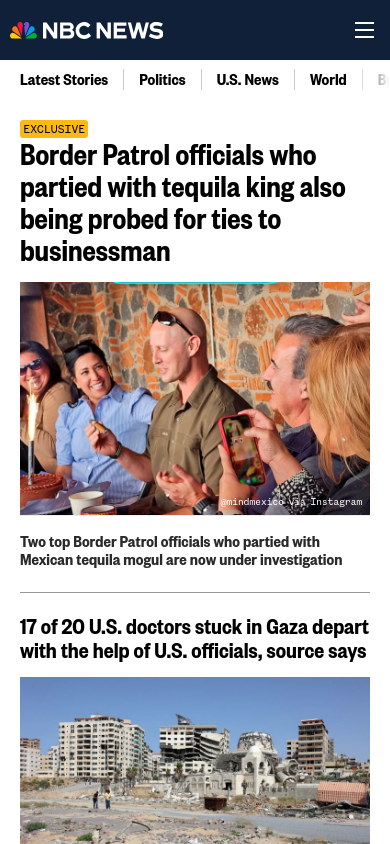 NBC NEWS
Latest Stories
Politics
U.S. News
World
EXCLUSIVE
Border Patrol officials who
partied with tequila king also
being probed for ties to
businessman
@mindmexico via Instagram
Two top Border Patrol officials who partied with
Mexican tequila mogul are now under investigation
17 of 20 U.S. doctors stuck in Gaza depart
with the help of U.S. officials, source says